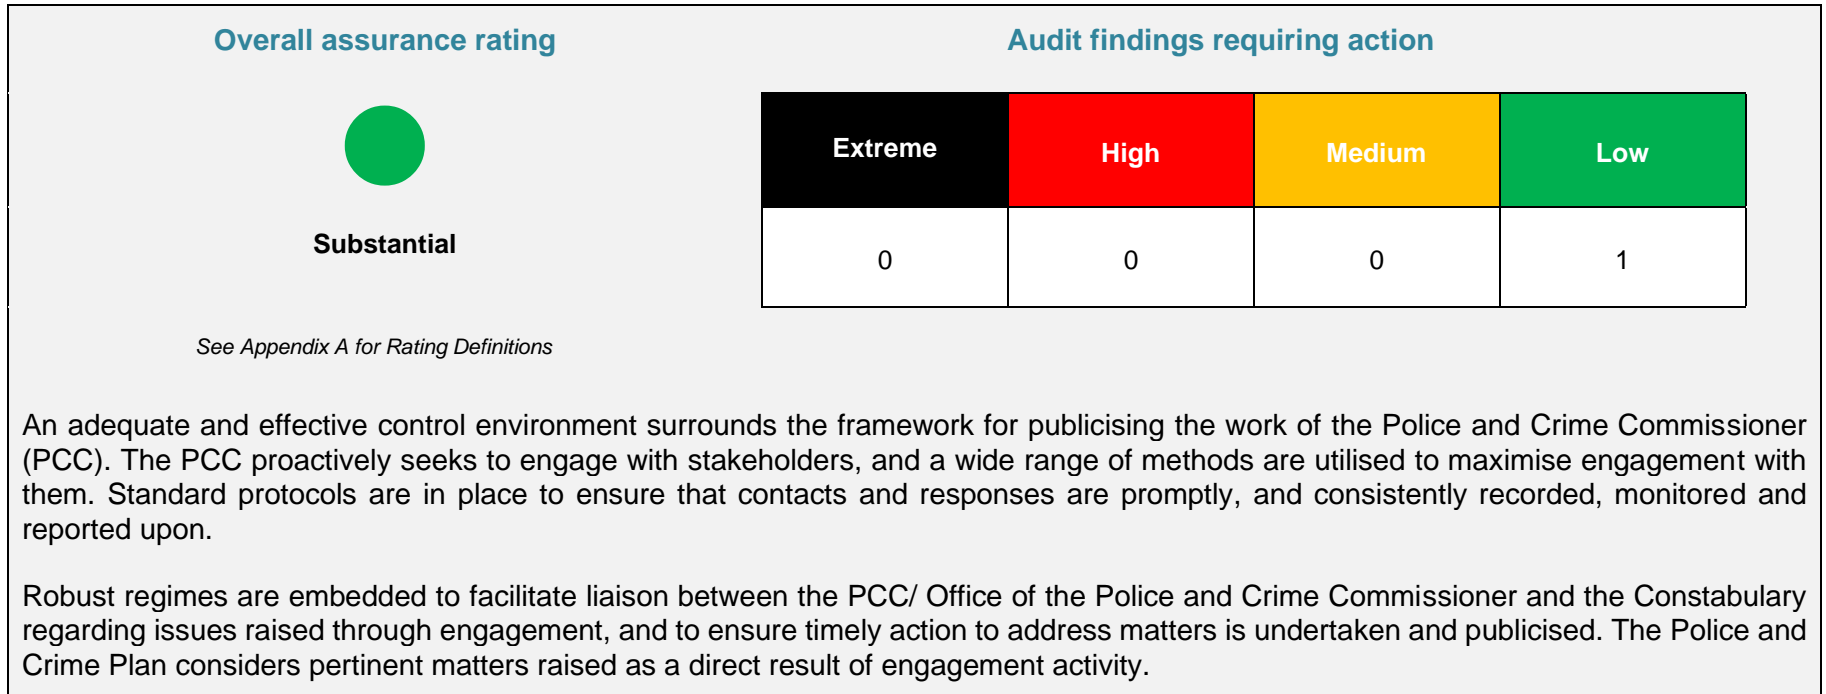 Overall assurance rating
Audit findings requiring action
Extreme
High
Medium
Low
Substantial
0
0
0
1
See Appendix A for Rating Definitions
An adequate and effective control environment surrounds the framework for publicising the work of the Police and Crime Commissioner
(PCC). The PCC proactively seeks to engage with stakeholders, and a wide range of methods are utilised to maximise engagement with
them. Standard protocols are in place to ensure that contacts and responses are promptly, and consistently recorded, monitored and
reported upon.
Robust regimes are embedded to facilitate liaison between the PCC/ Office of the Police and Crime Commissioner and the Constabulary
regarding issues raised through engagement, and to ensure timely action to address matters is undertaken and publicised. The Police and
Crime Plan considers pertinent matters raised as a direct result of engagement activity.